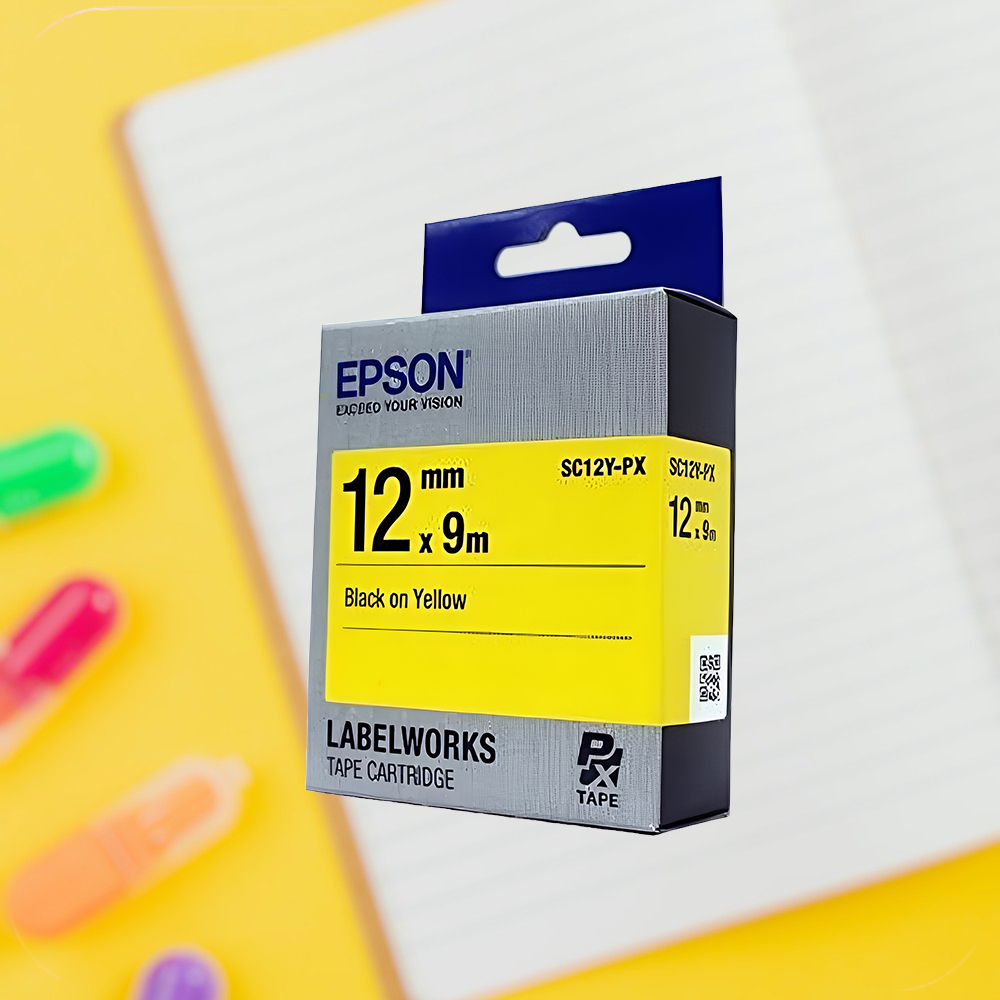 EPSON
EXCEED YOUR VISION
12 mm x 9m
SC12Y-PX
Black on Yellow
LABELWORKS
TAPE CARTRIDGE
PX
TAPE
SC12Y-PX
12 mm x 9m